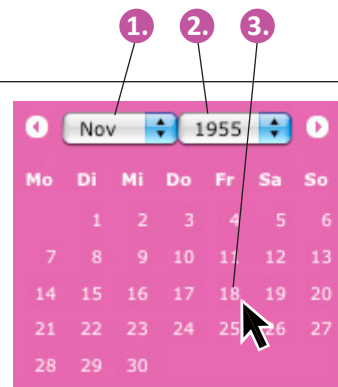 1. 2. 3.
Nov 1955
Mo Di Mi Do Fr Sa So
1 2 3 4 5 6
7 8 9 10 11 12 13
14 15 16 17 18 19 20
21 22 23 24 25 26 27
28 29 30